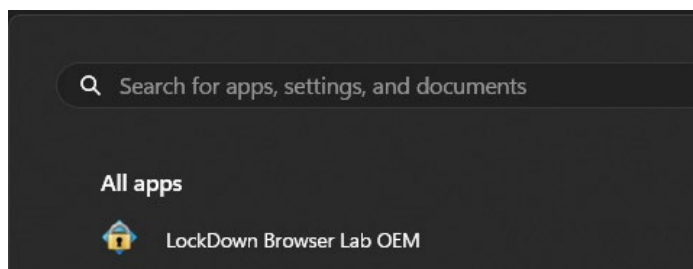 Search for apps, settings, and documents
All apps
LockDown Browser Lab OEM